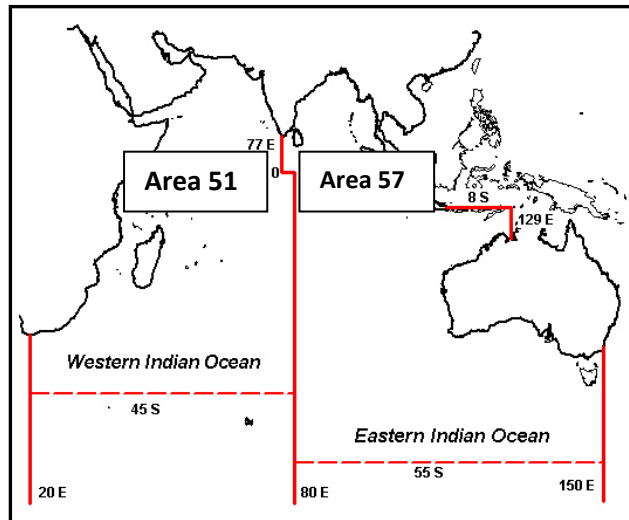 77 E
0
Area 51
Area 57
8 S
129 E
Western Indian Ocean
45 S
Eastern Indian Ocean
55 S
20 E
80 E
150 E